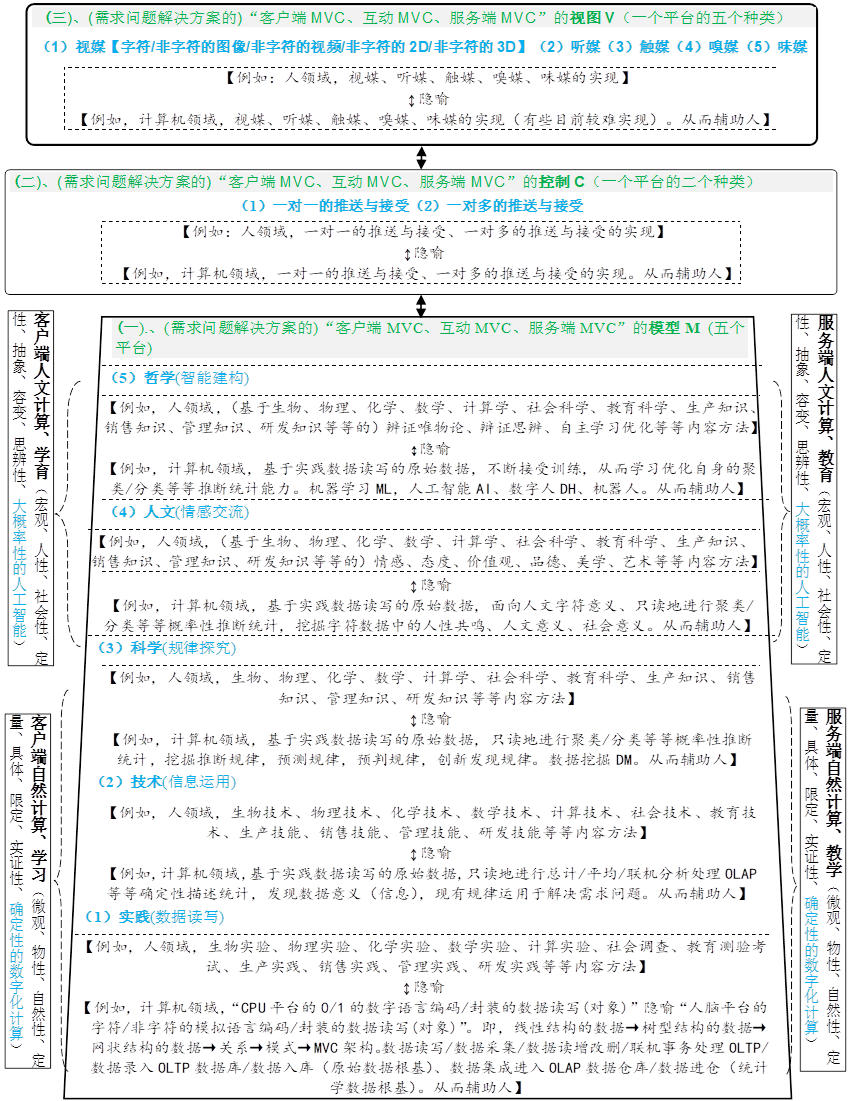 (三)、(需求问题解决方案的)“客户端 MVC、互动 MVC、服务端 MVC”的视图 V（一个平台的五个种类）
（1）视媒【字符/非字符的图像/非字符的视频/非字符的 2D/非字符的 3D】（2）听媒（3）触媒（4）嗅媒（5）味媒
【例如：人领域，视媒、听媒、触媒、嗅媒、味媒的实现】
↕隐喻
【例如，计算机领域，视媒、听媒、触媒、嗅媒、味媒的实现（有些目前较难实现）。从而辅助人】
(二)、(需求问题解决方案的)“客户端 MVC、互动 MVC、服务端 MVC”的控制 C（一个平台的二个种类）
（1）一对一的推送与接受（2）一对多的推送与接受
【例如：人领域，一对一的推送与接受、一对多的推送与接受的实现】
↕隐喻
【例如，计算机领域，一对一的推送与接受、一对多的推送与接受的实现。从而辅助人】
客户端人文计算、学育（宏观、人性、社会性、定
性、抽象、容变、思辨性、大概率性的人工智能）
客户端自然计算、学习（微观、物性、自然性、定
量、具体、限定、实证性、确定性的数字化计算）
(一)、(需求问题解决方案的)“客户端 MVC、互动 MVC、服务端 MVC”的模型 M（五个
平台)
（5）哲学(智能建构)
【例如，人领域，（基于生物、物理、化学、数学、计算学、社会科学、教育科学、生产知识、
销售知识、管理知识、研发知识等等的）辨证唯物论、辩证思辨、自主学习优化等等内容方法】
↕隐喻
【例如，计算机领域，基于实践数据读写的原始数据，不断接受训练，从而学习优化自身的聚
类/分类等等推断统计能力。机器学习 ML，人工智能 AI、数字人 DH、机器人。从而辅助人】
（4）人文(情感交流)
【例如，人领域，（基于生物、物理、化学、数学、计算学、社会科学、教育科学、生产知识、
销售知识、管理知识、研发知识等等的）情感、态度、价值观、品德、美学、艺术等等内容方法】
↕隐喻
【例如，计算机领域，基于实践数据读写的原始数据，面向人文字符意义、只读地进行聚类/
分类等等概率性推断统计，挖掘字符数据中的人性共鸣、人文意义、社会意义。从而辅助人】
（3）科学(规律探究)
【例如，人领域，生物、物理、化学、数学、计算学、社会科学、教育科学、生产知识、销售
知识、管理知识、研发知识等等内容方法】
↕隐喻
【例如，计算机领域，基于实践数据读写的原始数据，只读地进行聚类/分类等等概率性推断
统计，挖掘推断规律，预测规律，预判规律，创新发现规律。数据挖掘 DM。从而辅助人】
（2）技术(信息运用)
【例如，人领域，生物技术、物理技术、化学技术、数学技术、计算技术、社会技术、教育技
术、生产技能、销售技能、管理技能、研发技能等等内容方法】
↕隐喻
【例如,计算机领域,基于实践数据读写的原始数据,只读地进行总计/平均/联机分析处理 OLAP
等等确定性描述统计，发现数据意义（信息），现有规律运用于解决需求问题。从而辅助人】
（1）实践(数据读写)
【例如，人领域，生物实验、物理实验、化学实验、数学实验、计算实验、社会调查、教育测验考
试、生产实践、销售实践、管理实践、研发实践等等内容方法】
↕隐喻
【例如，计算机领域，“CPU 平台的 0/1 的数字语言编码/封装的数据读写(对象)”隐喻“人脑平台的
字符/非字符的模拟语言编码/封装的数据读写(对象)”。即，线性结构的数据→树型结构的数据→
网状结构的数据→关系→模式→MVC 架构。数据读写/数据采集/数据读增改删/联机事务处理 OLTP/
数据录入 OLTP 数据库/数据入库（原始数据根基）、数据集成进入 OLAP 数据仓库/数据进仓（统计
学数据根基）。从而辅助人】
服务端人文计算、教育（宏观、人性、社会性、定
性、抽象、容变、思辨性、大概率性的人工智能）
服务端自然计算、教学（微观、物性、自然性、定
量、具体、限定、实证性、确定性的数字化计算）